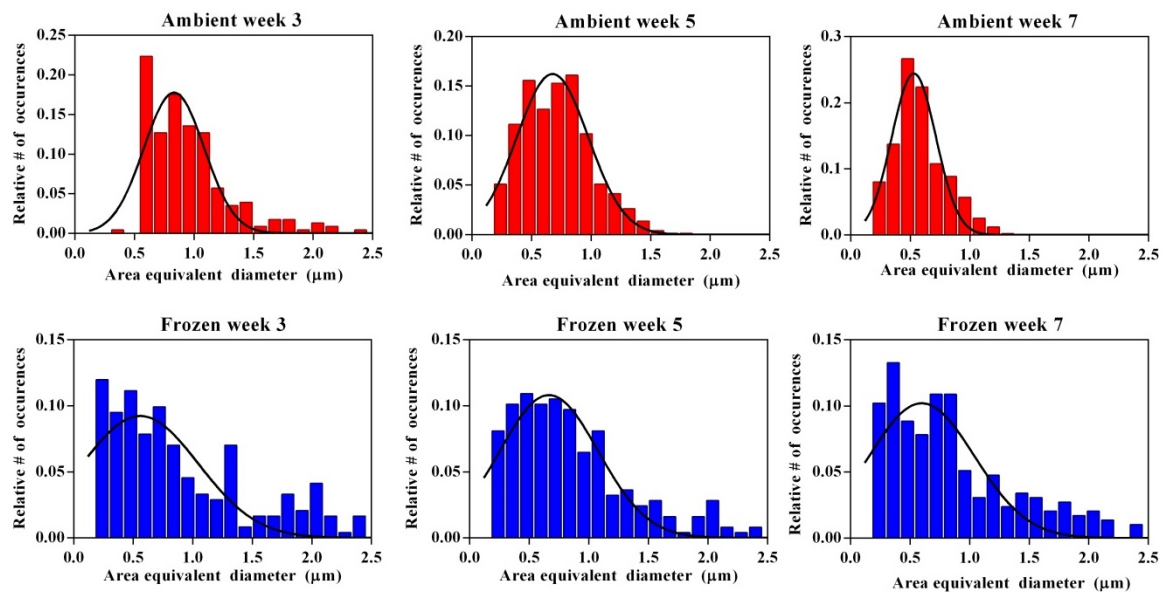 Ambient week 3
Relative # of occurences
0.25
0.20
0.15
0.10
0.05
0.00
0.0 0.5 1.0 1.5 2.0 2.5
Area equivalent diameter (μm)
Ambient week 5
Relative # of occurences
0.20
0.15
0.10
0.05
0.00
0.0 0.5 1.0 1.5 2.0 2.5
Area equivalent diameter (μm)
Ambient week 7
Relative # of occurences
0.3
0.2
0.1
0.0
0.0 0.5 1.0 1.5 2.0 2.5
Area equivalent diameter (μm)
Frozen week 3
Relative # of occurences
0.15
0.10
0.05
0.00
0.0 0.5 1.0 1.5 2.0 2.5
Area equivalent diameter (μm)
Frozen week 5
Relative # of occurences
0.15
0.10
0.05
0.00
0.0 0.5 1.0 1.5 2.0 2.5
Area equivalent diameter (μm)
Frozen week 7
Relative # of occurences
0.15
0.10
0.05
0.00
0.0 0.5 1.0 1.5 2.0 2.5
Area equivalent diameter (μm)